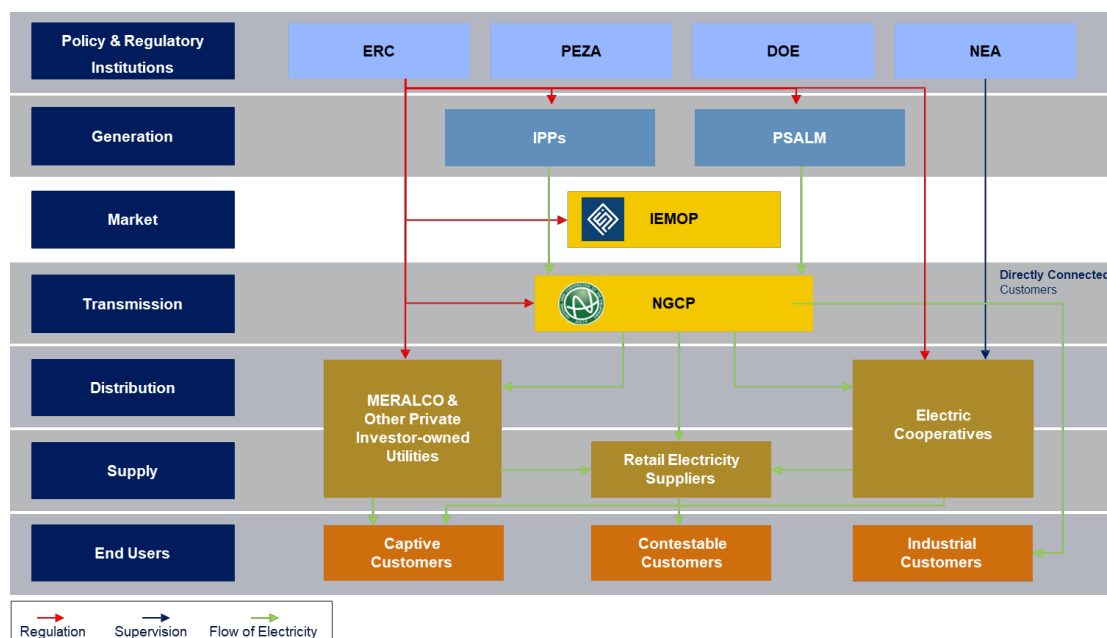 Policy & Regulatory
Institutions
ERC
PEZA
DOE
NEA
Generation
IPPs
PSALM
Market
IEMOP
Directly Connected
Customers
Transmission
NGCP
Distribution
MERALCO &
Other Private
Investor-owned
Utilities
Electric
Cooperatives
Supply
Retail Electricity
Suppliers
End Users
Captive
Customers
Contestable
Customers
Industrial
Customers
Regulation
Supervision
Flow of Electricity